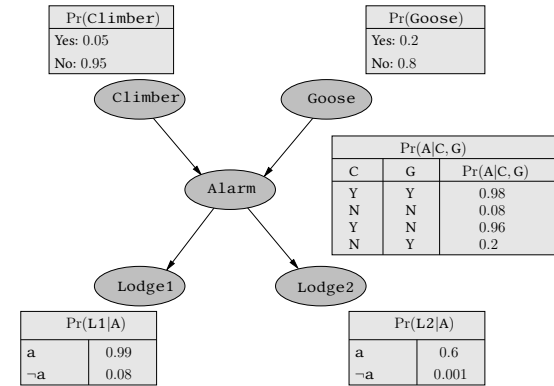 Pr(Climber)
Yes: 0.05
No: 0.95
Pr(Goose)
Yes: 0.2
No: 0.8
Climber
Goose
Pr(A|C, G)
C G Pr(A|C, G)
Y Y 0.98
N N 0.08
Y N 0.96
N Y 0.2
Alarm
Lodge1
Lodge2
Pr(L1|A)
a 0.99
¬a 0.08
Pr(L2|A)
a 0.6
¬a 0.001